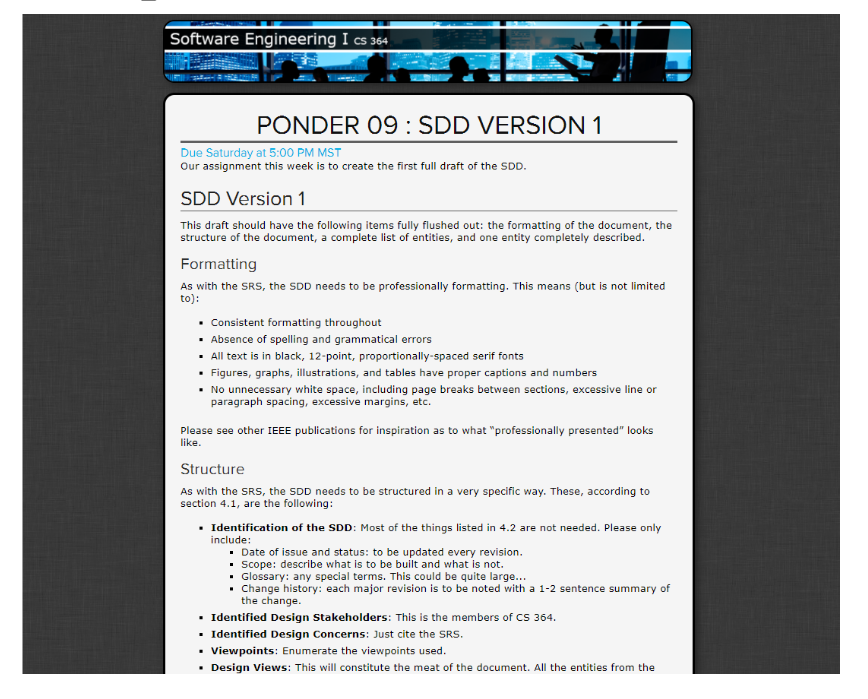 Software Engineering I CS 364
PONDER 09 : SDD VERSION 1
Due Saturday at 5:00 PM MST
Our assignment this week is to create the first full draft of the SDD.
SDD Version 1
This draft should have the following items fully flushed out: the formatting of the document, the
structure of the document, a complete list of entities, and one entity completely described.
Formatting
As with the SRS, the SDD needs to be professionally formatting. This means (but is not limited
to):
▪ Consistent formatting throughout
▪ Absence of spelling and grammatical errors
▪ All text is in black, 12-point, proportionally-spaced serif fonts
▪ Figures, graphs, illustrations, and tables have proper captions and numbers
▪ No unnecessary white space, including page breaks between sections, excessive line or
paragraph spacing, excessive margins, etc.
Please see other IEEE publications for inspiration as to what “professionally presented” looks
like.
Structure
As with the SRS, the SDD needs to be structured in a very specific way. These, according to
section 4.1, are the following:
▪ Identification of the SDD: Most of the things listed in 4.2 are not needed. Please only
include:
▪ Date of issue and status: to be updated every revision.
▪ Scope: describe what is to be built and what is not.
▪ Glossary: any special terms. This could be quite large...
▪ Change history: each major revision is to be noted with a 1-2 sentence summary of
the change.
▪ Identified Design Stakeholders: This is the members of CS 364.
▪ Identified Design Concerns: Just cite the SRS.
▪ Viewpoints: Enumerate the viewpoints used.
▪ Design Views: This will constitute the meat of the document. All the entities from the